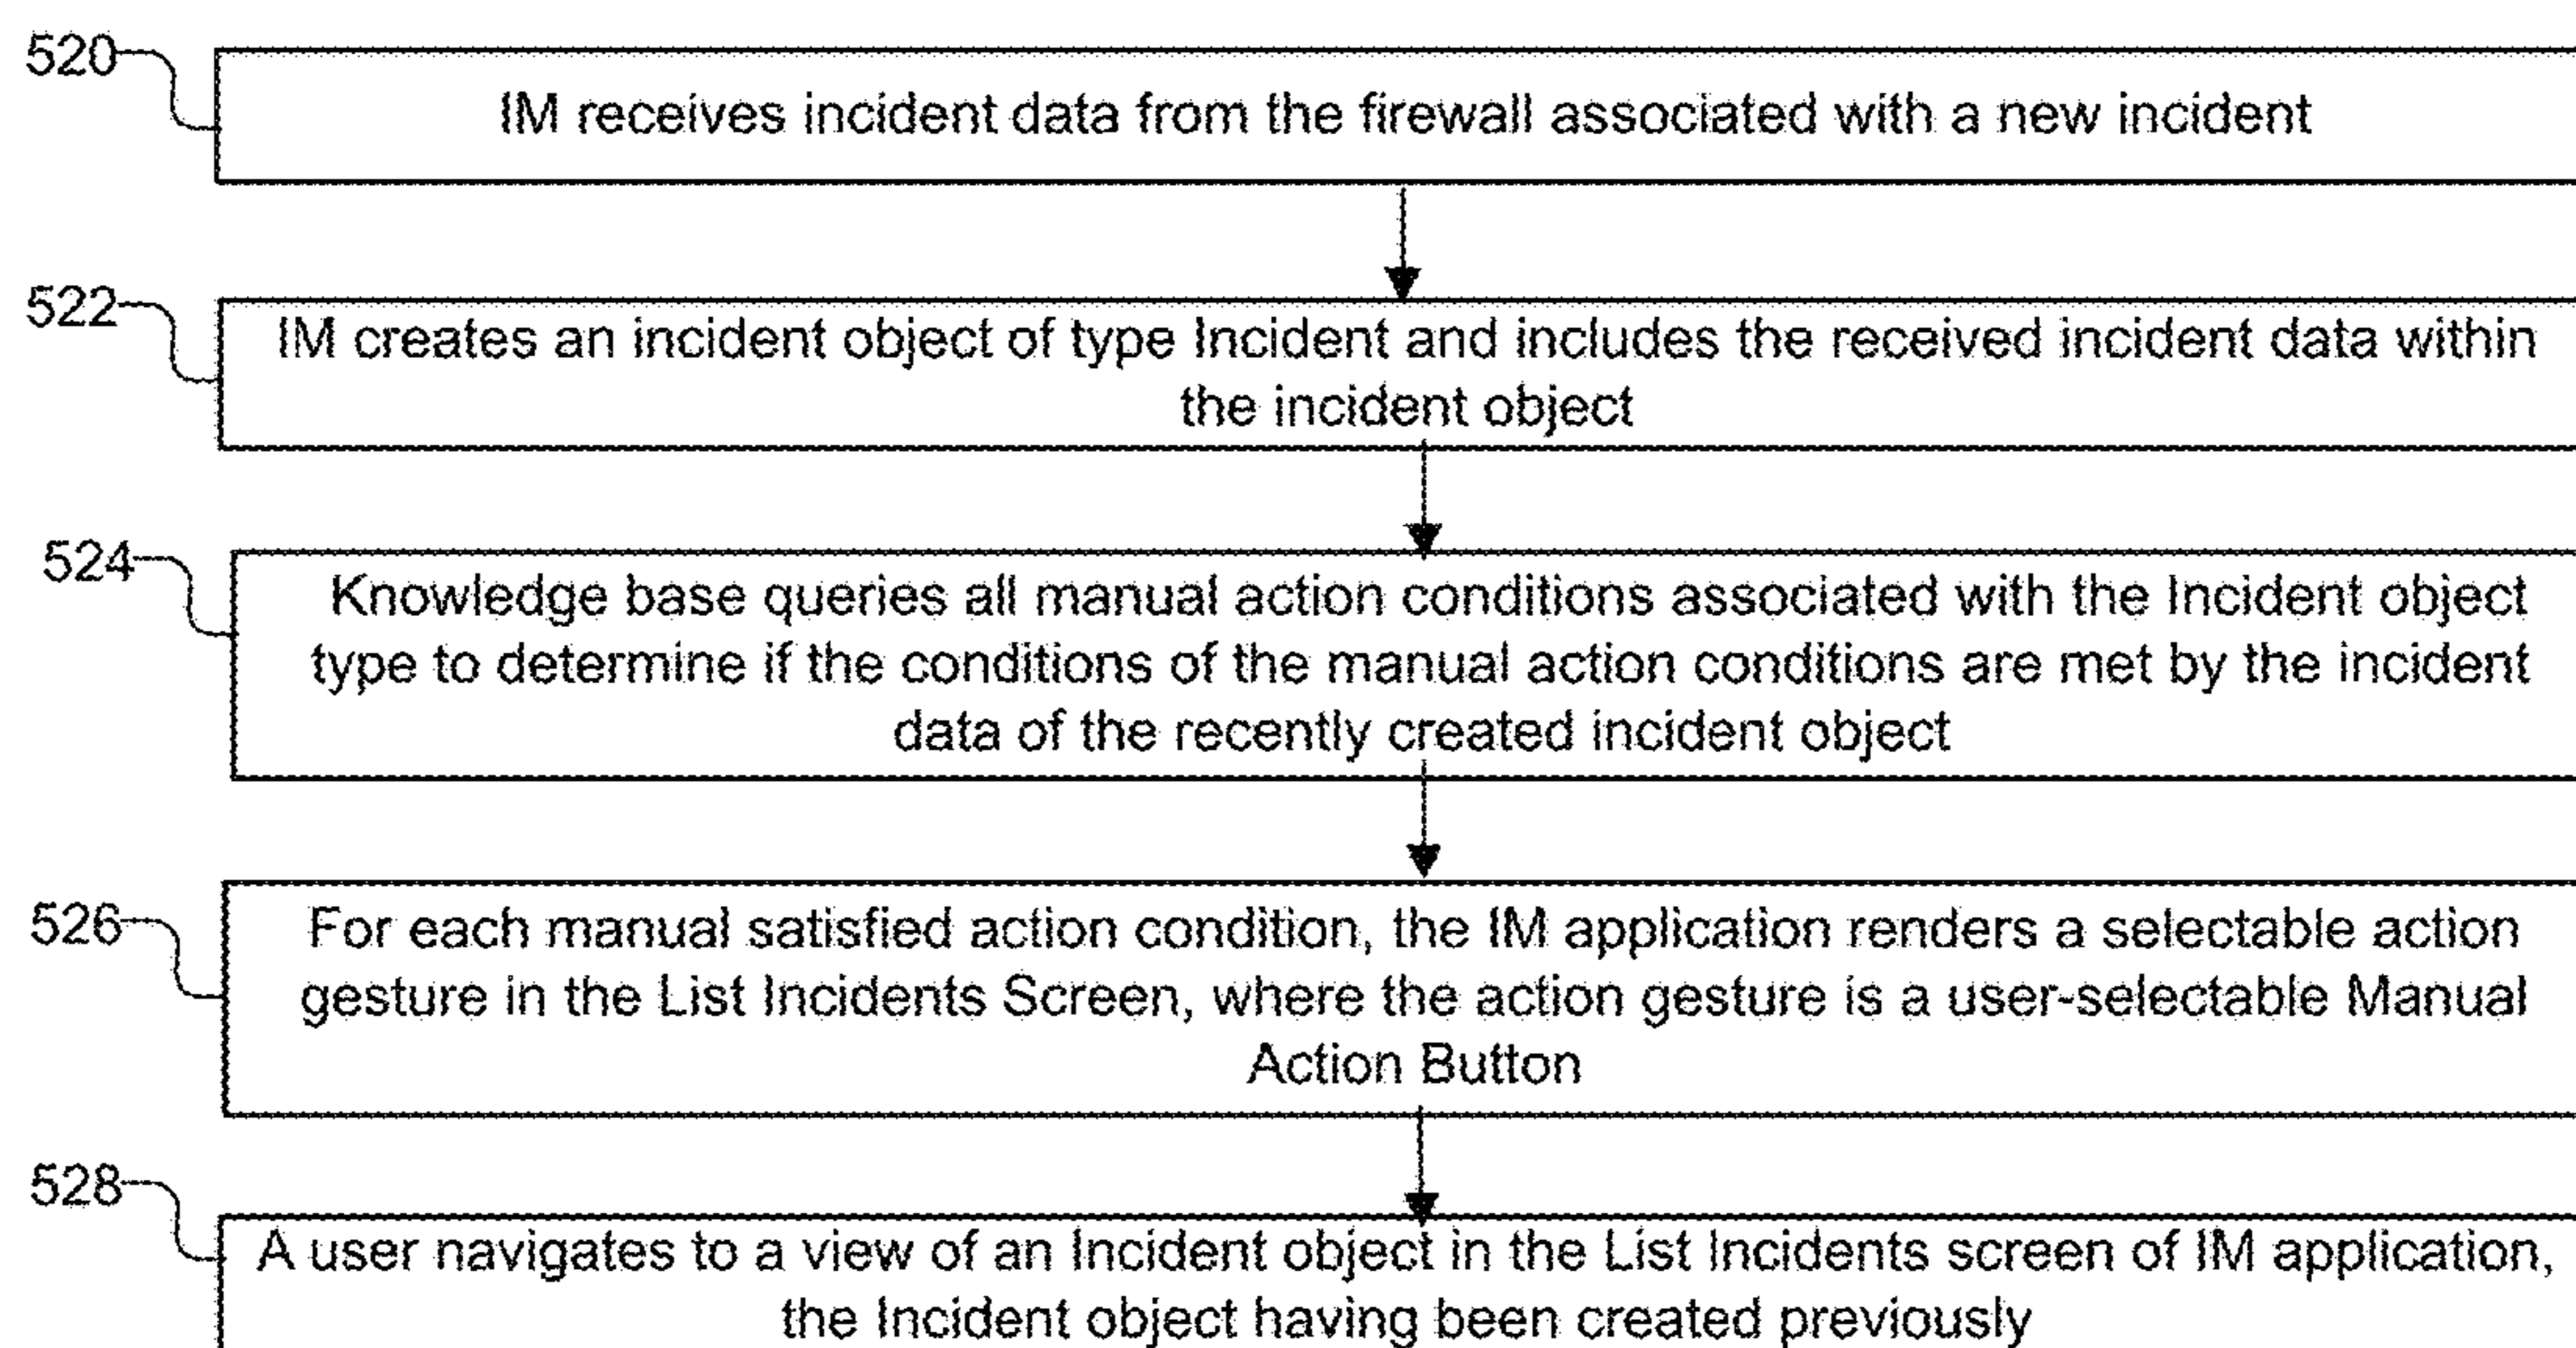 520
IM receives incident data from the firewall associated with a new incident
522
IM creates an incident object of type Incident and includes the received incident data within
the incident object
524
Knowledge base queries all manual action conditions associated with the Incident object
type to determine if the conditions of the manual action conditions are met by the incident
data of the recently created incident object
526
For each manual satisfied action condition, the IM application renders a selectable action
gesture in the List Incidents Screen, where the action gesture is a user-selectable Manual
Action Button
528
A user navigates to a view of an Incident object in the List Incidents screen of IM application,
the Incident object having been created previously